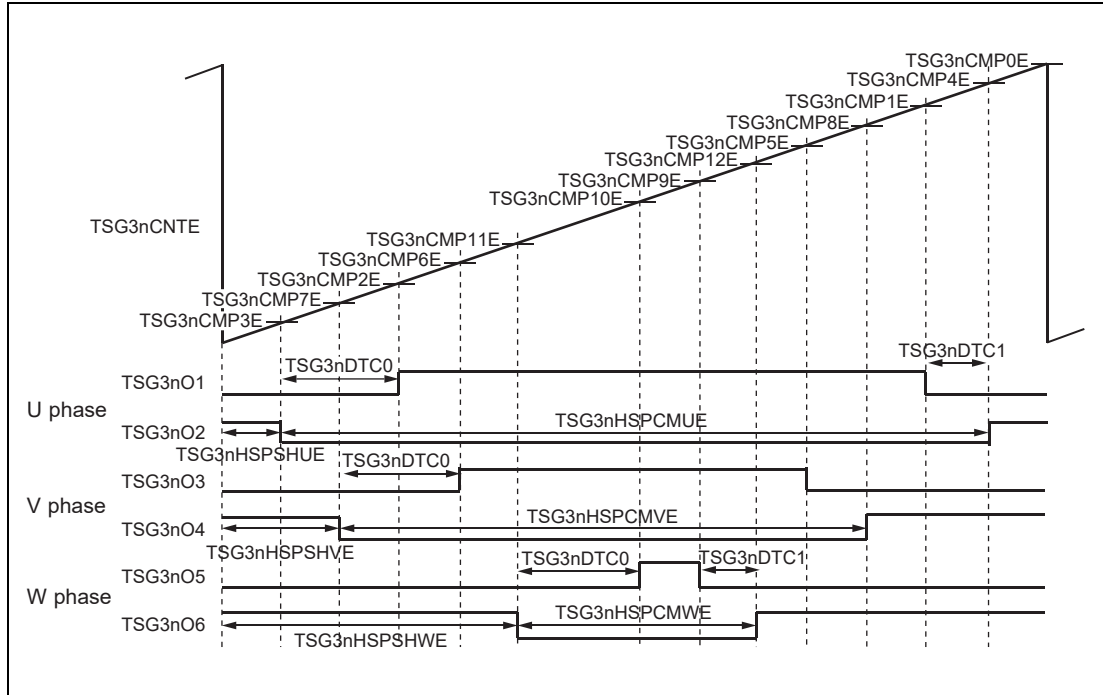 TSG3nCMP0E
TSG3nCMP4E
TSG3nCMP1E
TSG3nCMP8E
TSG3nCMP5E
TSG3nCMP12E
TSG3nCMP9E
TSG3nCMP10E
TSG3nCNTE
TSG3nCMP11E
TSG3nCMP6E
TSG3nCMP2E
TSG3nCMP7E
TSG3nCMP3E
TSG3nDTC1
TSG3nDTC0
TSG3nO1
U phase
TSG3nHSPCMUE
TSG3nO2
TSG3nHSPSHUE
TSG3nDTC0
TSG3nO3
V phase
TSG3nHSPCMVE
TSG3nO4
TSG3nHSPSHVE
TSG3nDTC0
TSG3nDTC1
TSG3nO5
W phase
TSG3nHSPCMWE
TSG3nO6
TSG3nHSPSHWE